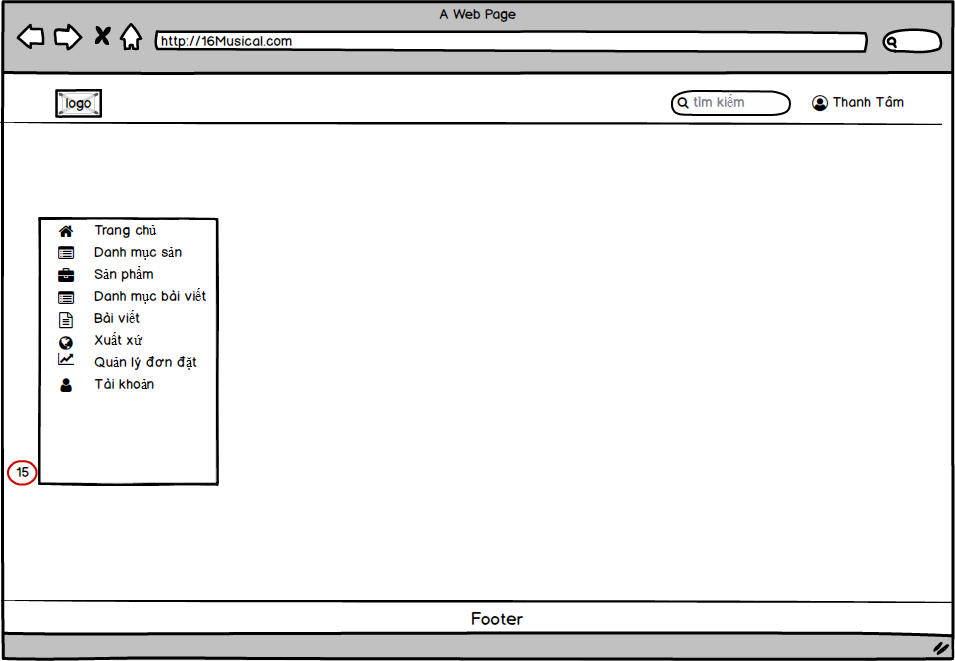 A Web Page
http://16Musical.com
logo
tìm kiếm
Thanh Tâm
Trang chủ
Danh mục sản
Sản phẩm
Danh mục bài viết
Bài viết
Xuất xứ
Quản lý đơn đặt
Tài khoản
15
Footer